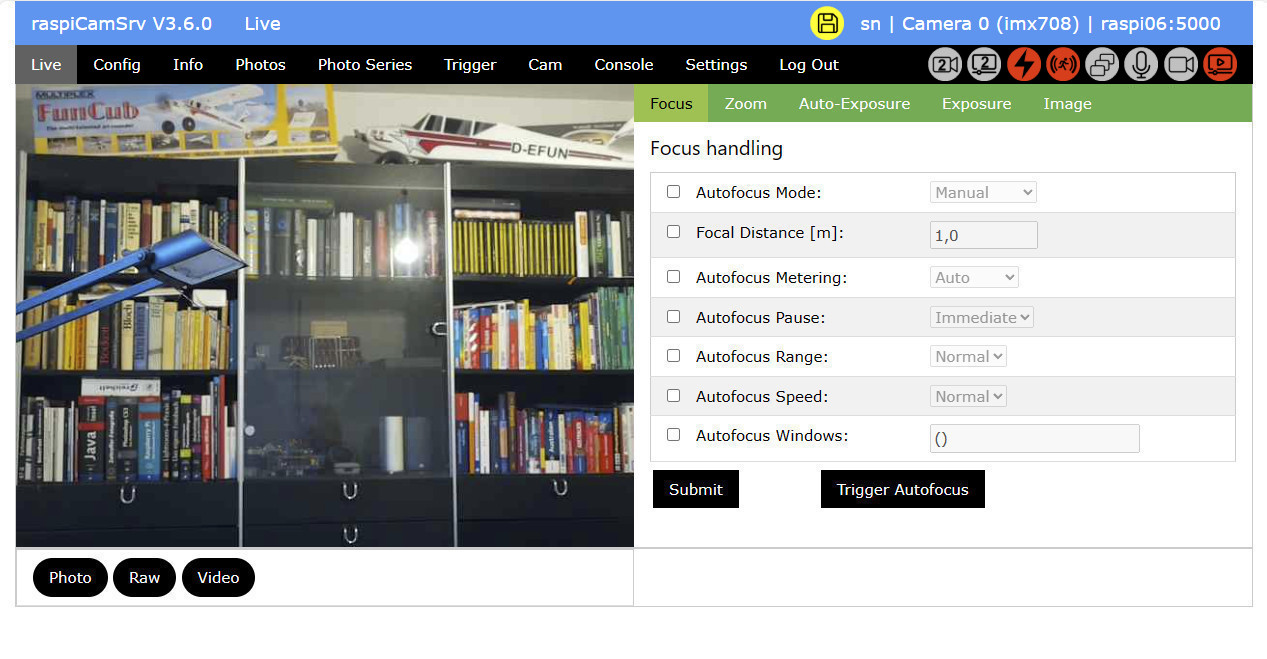 raspiCamSrv V3.6.0 Live sn | Camera 0 (imx708) | raspi06:5000
Live Config Info Photos Photo Series Trigger Cam Console Settings Log Out
2 2
MULTIPLEX
FunCub
D-EFUN
Bloch
Java
Focus Zoom Auto-Exposure Exposure Image
Focus handling
Autofocus Mode: Manual
Focal Distance [m]: 1,0
Autofocus Metering: Auto
Autofocus Pause: Immediate
Autofocus Range: Normal
Autofocus Speed: Normal
Autofocus Windows: ()
Submit Trigger Autofocus
Photo Raw Video